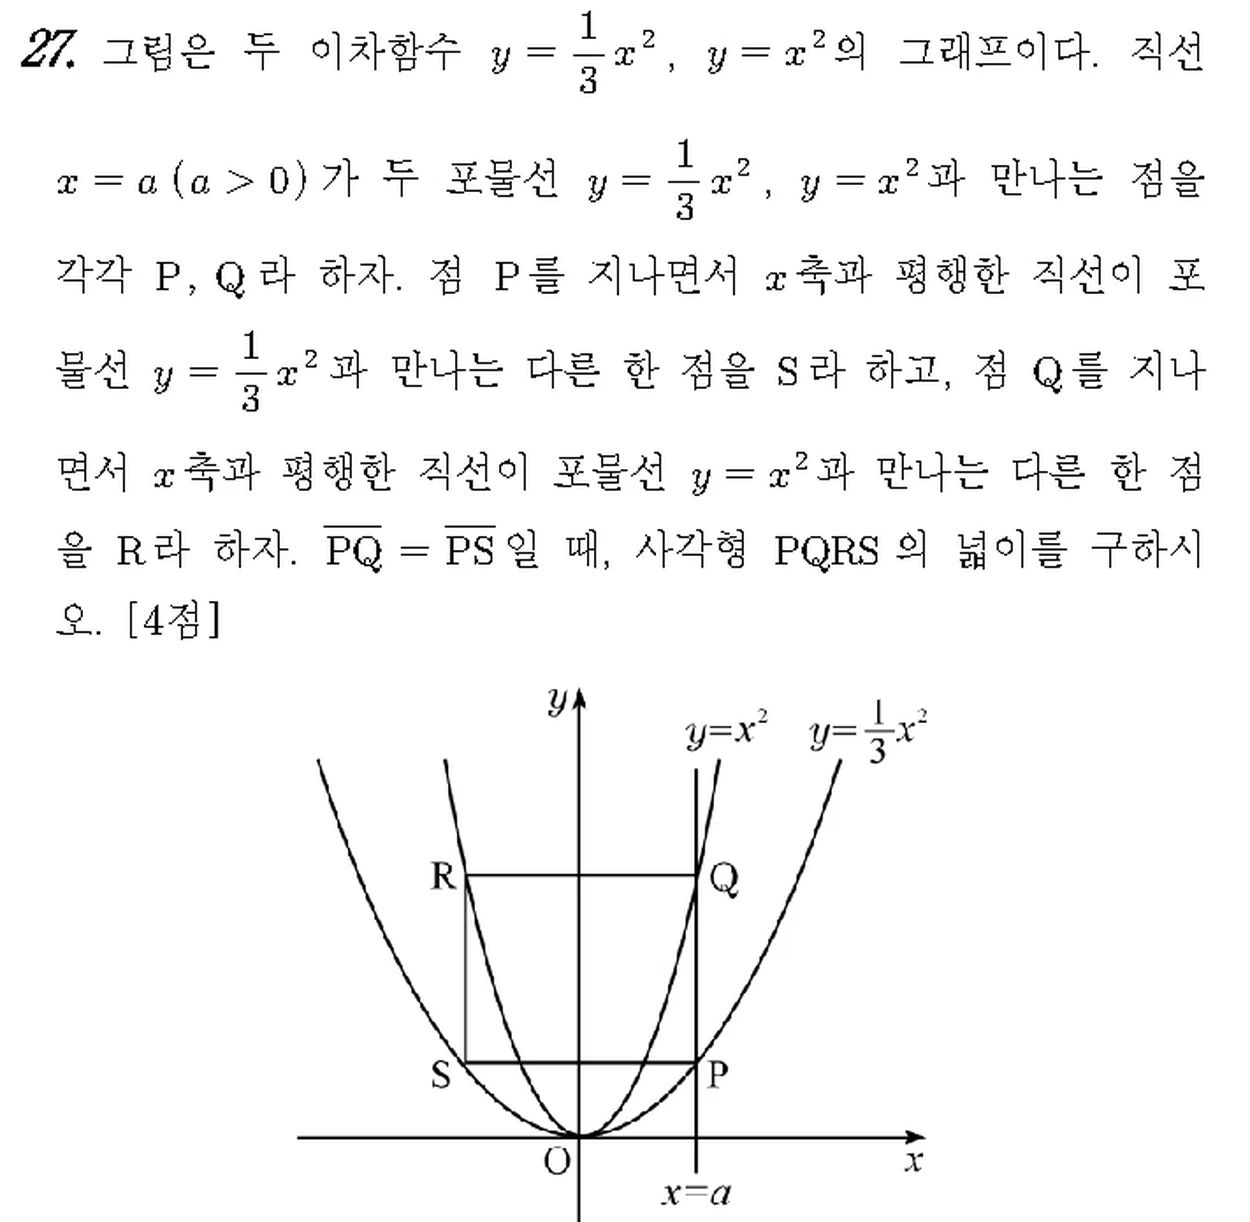 27. 그림은 두 이차함수 y = 1/3 x², y = x²의 그래프이다. 직선
x = a (a > 0)가 두 포물선 y = 1/3 x², y = x²과 만나는 점을
각각 P, Q라 하자. 점 P를 지나면서 x축과 평행한 직선이 포
물선 y = 1/3 x²과 만나는 다른 한 점을 S라 하고, 점 Q를 지나
면서 x축과 평행한 직선이 포물선 y = x²과 만나는 다른 한 점
을 R라 하자. P̅Q̅ = P̅S̅일 때, 사각형 PQRS의 넓이를 구하시
오. [4점]
y
y=x² y=1/3 x²
R Q
S P
O x
x=a